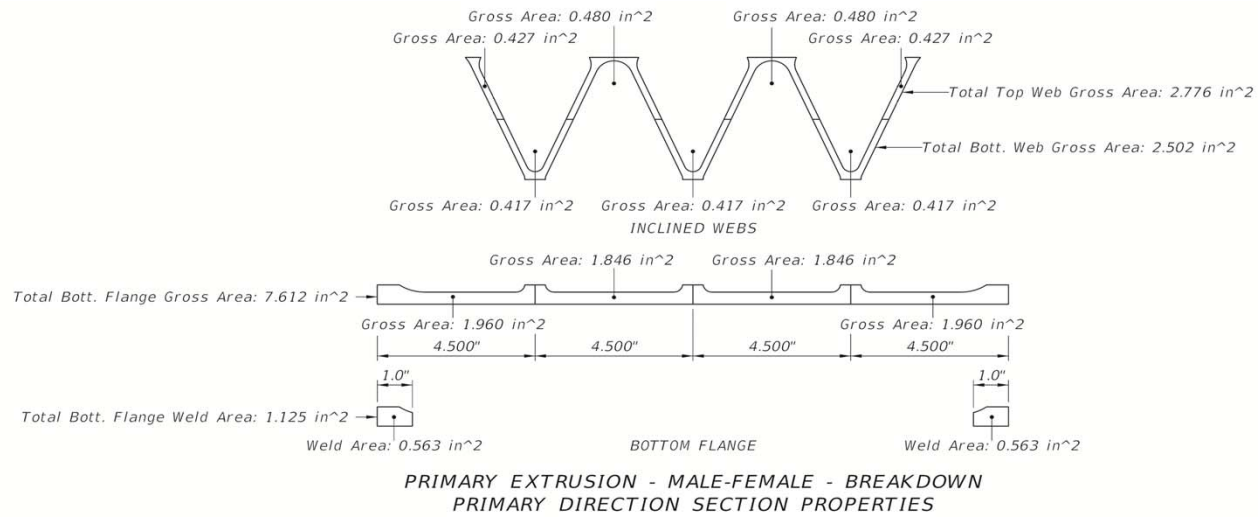 Gross Area: 0.480 in^2 Gross Area: 0.480 in^2
Gross Area: 0.427 in^2 Gross Area: 0.427 in^2
Total Top Web Gross Area: 2.776 in^2
Total Bott. Web Gross Area: 2.502 in^2
Gross Area: 0.417 in^2 Gross Area: 0.417 in^2 Gross Area: 0.417 in^2
INCLINED WEBS
Gross Area: 1.846 in^2 Gross Area: 1.846 in^2
Total Bott. Flange Gross Area: 7.612 in^2
Gross Area: 1.960 in^2 Gross Area: 1.960 in^2
4.500" 4.500" 4.500" 4.500"
1.0" 1.0"
Total Bott. Flange Weld Area: 1.125 in^2
Weld Area: 0.563 in^2 BOTTOM FLANGE Weld Area: 0.563 in^2
PRIMARY EXTRUSION - MALE-FEMALE - BREAKDOWN
PRIMARY DIRECTION SECTION PROPERTIES